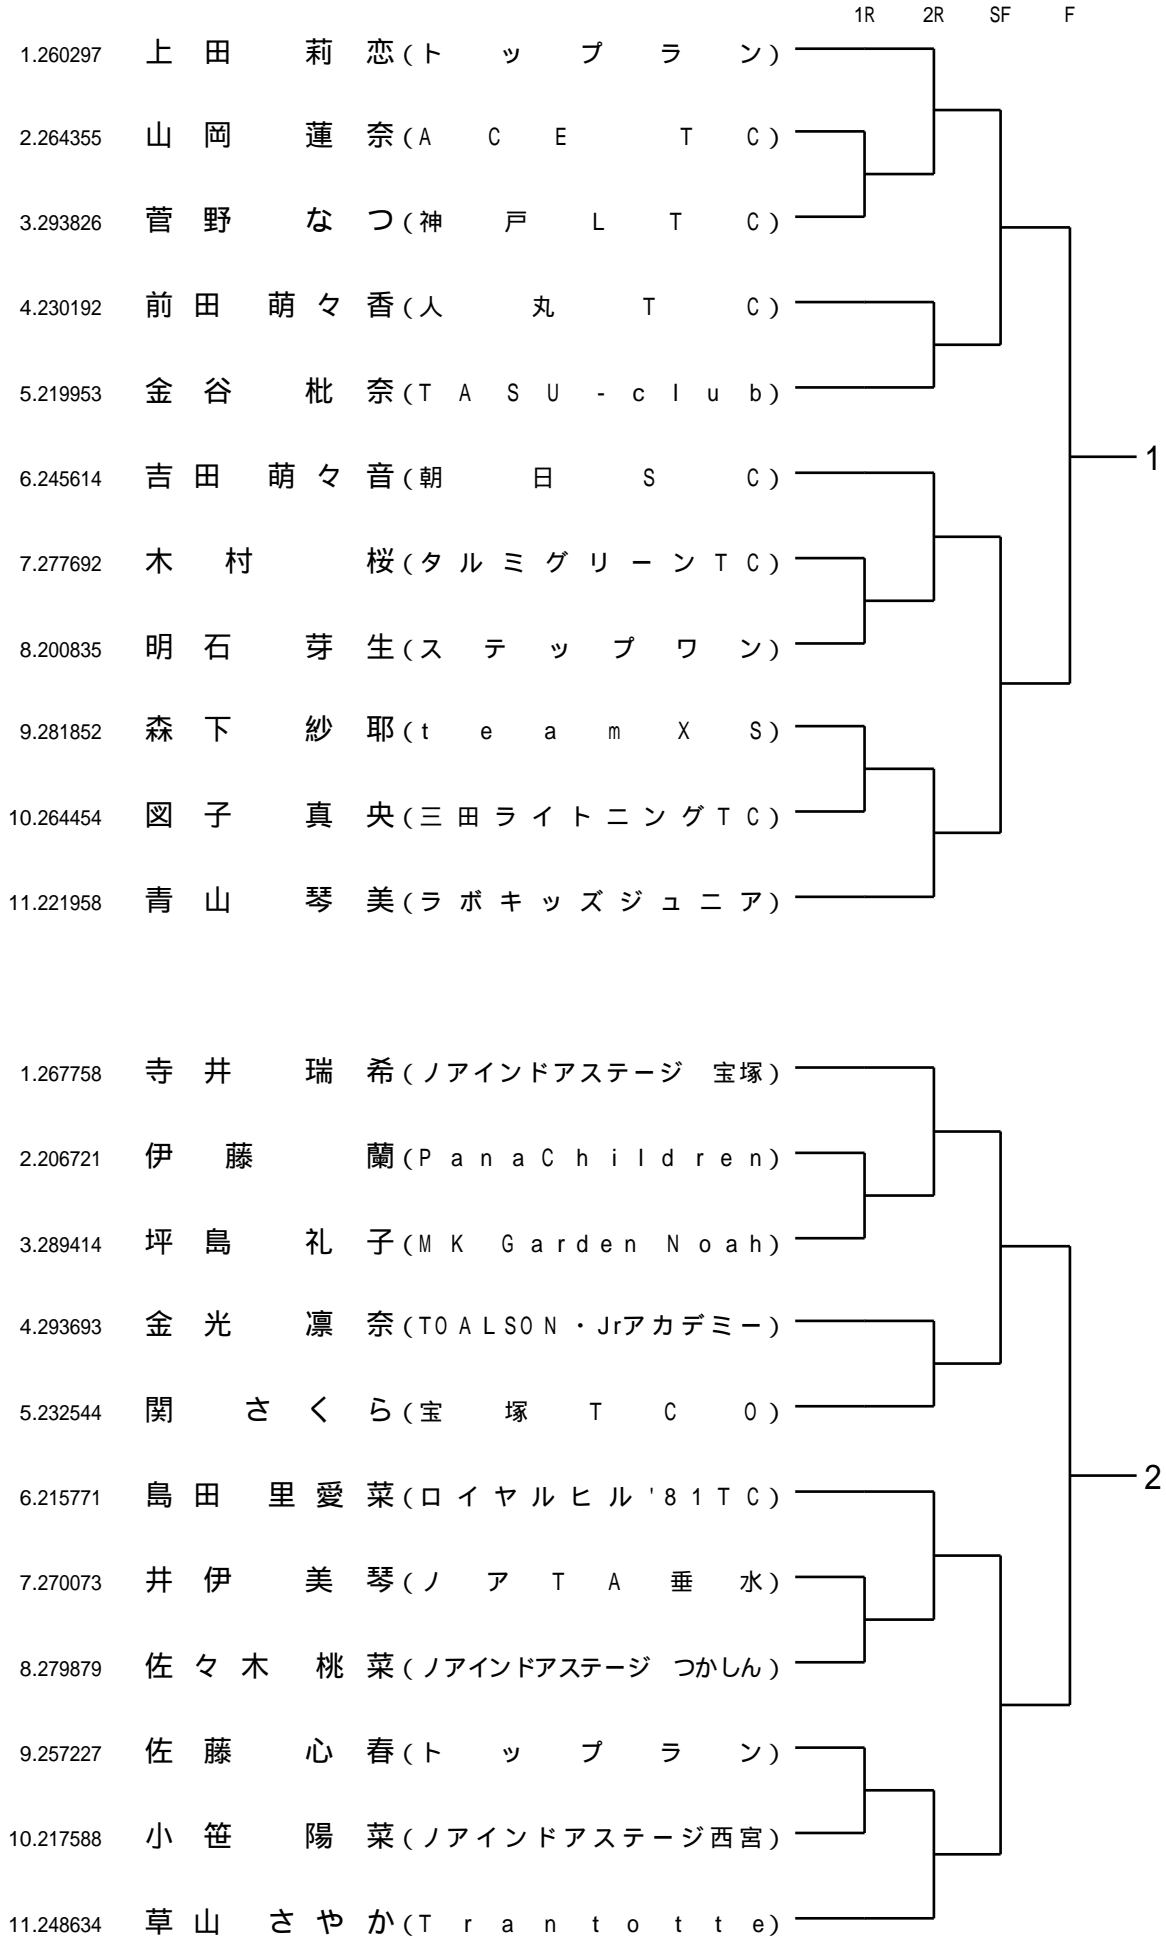 1R 2R SF F
1.260297 上田 莉恋(トップラン)
2.264355 山岡 蓮奈(ACE TC)
3.293826 菅野 なつ(神戸LTC)
4.230192 前田 萌々香(人丸TC)
5.219953 金谷 枇奈(TASU-club)
1
6.245614 吉田 萌々音(朝日SC)
7.277692 木村 桜(タルミグリーンTC)
8.200835 明石 芽生(ステップワン)
9.281852 森下 紗耶(teamXS)
10.264454 図子 真央(三田ライトニングTC)
11.221958 青山 琴美(ラボキッズジュニア)
1.267758 寺井 瑞希(ノアインドアステージ 宝塚)
2.206721 伊藤 蘭(PanaChildren)
3.289414 坪島 礼子(MK Garden Noah)
4.293693 金光 凛奈(TOALSON・Jrアカデミー)
5.232544 関 さくら(宝塚TCO)
2
6.215771 島田 里愛菜(ロイヤルヒル'81TC)
7.270073 井伊 美琴(ノアTA垂水)
8.279879 佐々木 桃菜(ノアインドアステージ つかしん)
9.257227 佐藤 心春(トップラン)
10.217588 小笹 陽菜(ノアインドアステージ西宮)
11.248634 草山 さやか(Trantotte)